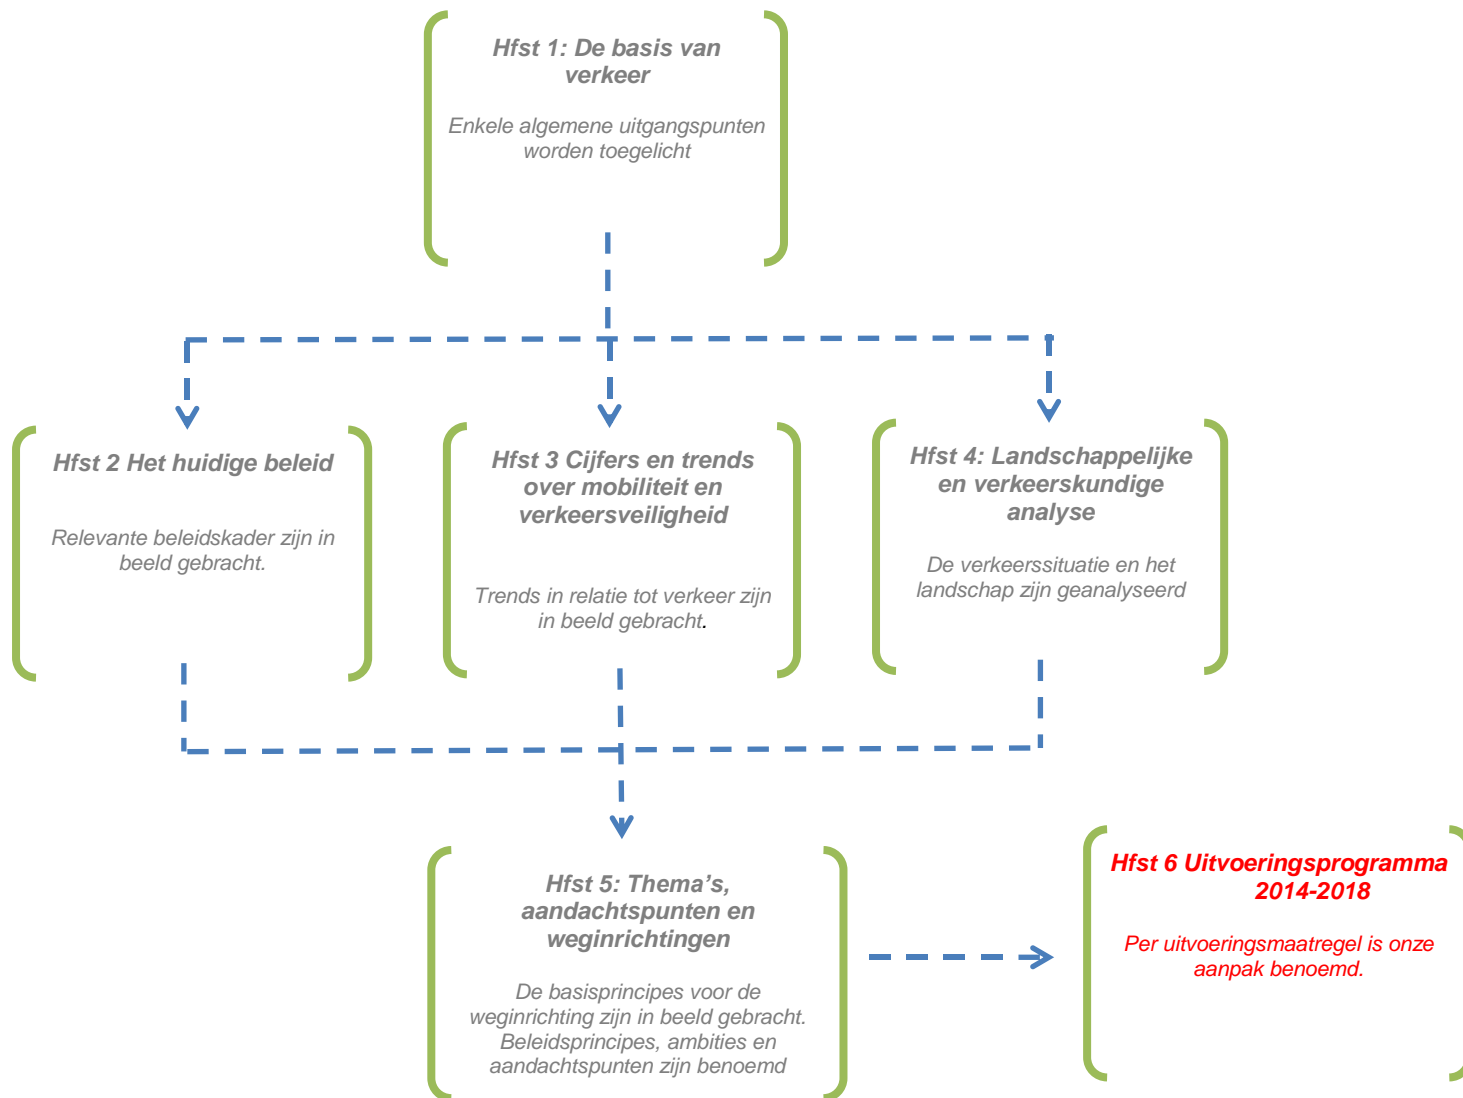 Hfst 1: De basis van
verkeer
Enkele algemene uitgangspunten
worden toegelicht
Hfst 2 Het huidige beleid
Relevante beleidskader zijn in
beeld gebracht.
Hfst 3 Cijfers en trends
over mobiliteit en
verkeersveiligheid
Trends in relatie tot verkeer zijn
in beeld gebracht.
Hfst 4: Landschappelijke
en verkeerskundige
analyse
De verkeerssituatie en het
landschap zijn geanalyseerd
Hfst 5: Thema’s,
aandachtspunten en
weginrichtingen
De basisprincipes voor de
weginrichting zijn in beeld gebracht.
Beleidsprincipes, ambities en
aandachtspunten zijn benoemd
Hfst 6 Uitvoeringsprogramma
2014-2018
Per uitvoeringsmaatregel is onze
aanpak benoemd.